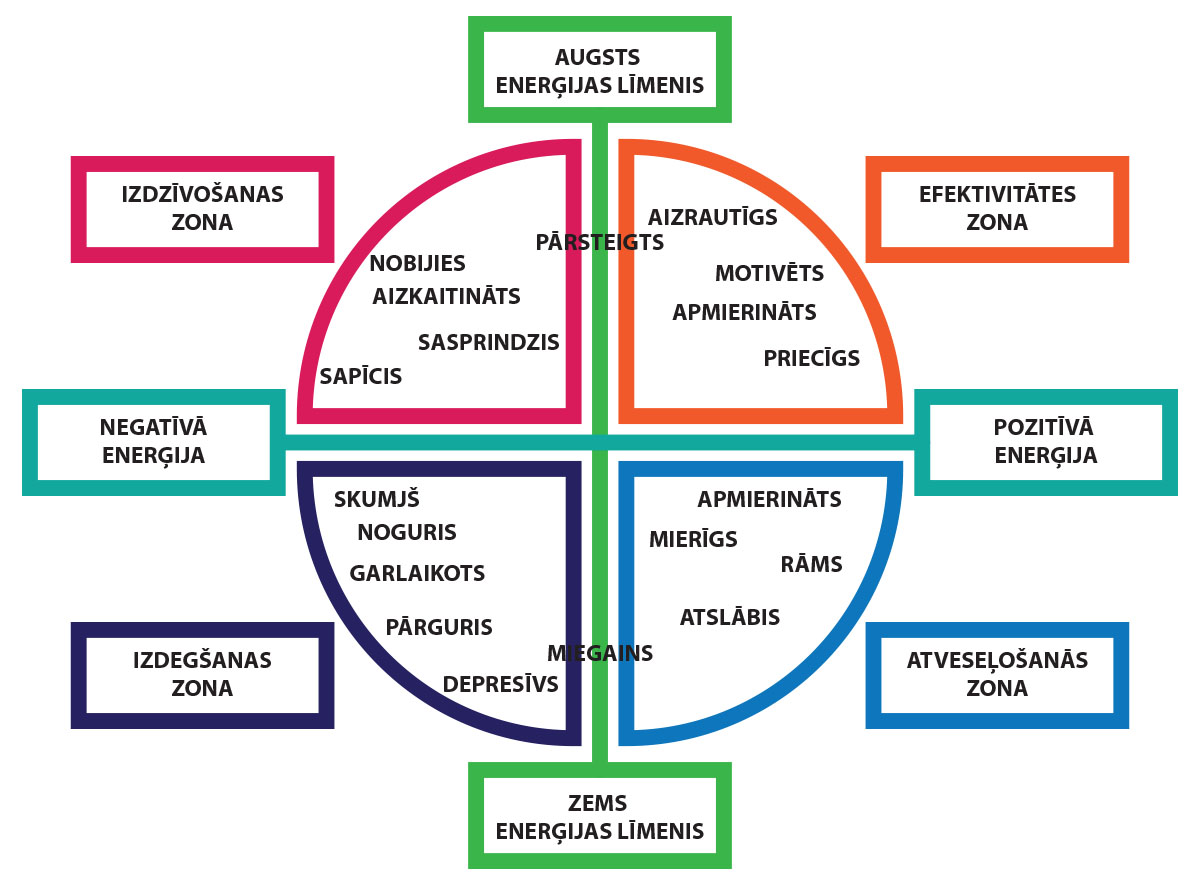 AUGSTS
ENERĢIJAS LĪMENIS
IZDZĪVOŠANAS
ZONA
EFEKTIVITĀTES
ZONA
PĀRSTEIGTS
NOBIJIES
AIZKAITINĀTS
SASPRINDZIS
SAPĪCIS
AIZRAUTĪGS
MOTIVĒTS
APMIERINĀTS
PRIECĪGS
NEGATĪVĀ
ENERĢIJA
POZITĪVĀ
ENERĢIJA
SKUMJŠ
NOGURIS
GARLAIKOTS
PĀRGURIS
MIEGAINS
DEPRESĪVS
APMIERINĀTS
MIERĪGS
RĀMS
ATSLĀBIS
IZDEGŠANAS
ZONA
ATVESEĻOŠANĀS
ZONA
ZEMS
ENERĢIJAS LĪMENIS